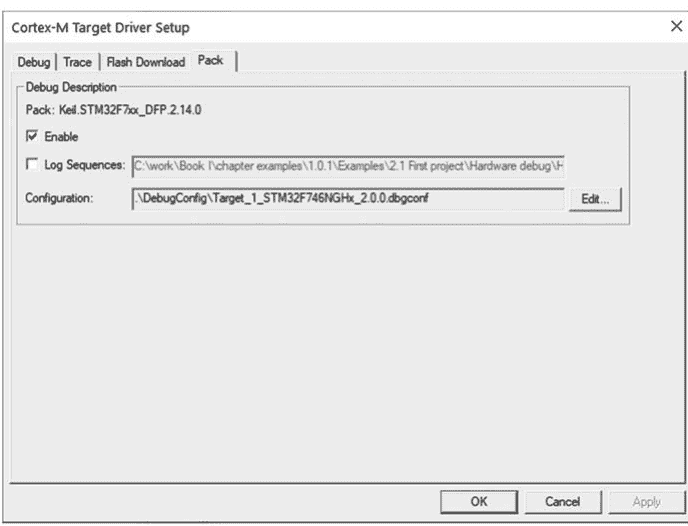 Cortex-M Target Driver Setup
Debug Trace Flash Download Pack
Debug Description
Pack: Keil.STM32F7xx_DFP.2.14.0
Enable
Log Sequences: C:\work\Book I\chapter examples\1.0.1\Examples\2.1 First project\Hardware debug\H
Configuration: .\DebugConfig\Target_1_STM32F746NGHx_2.0.0.dbgconf Edit...
OK Cancel Apply